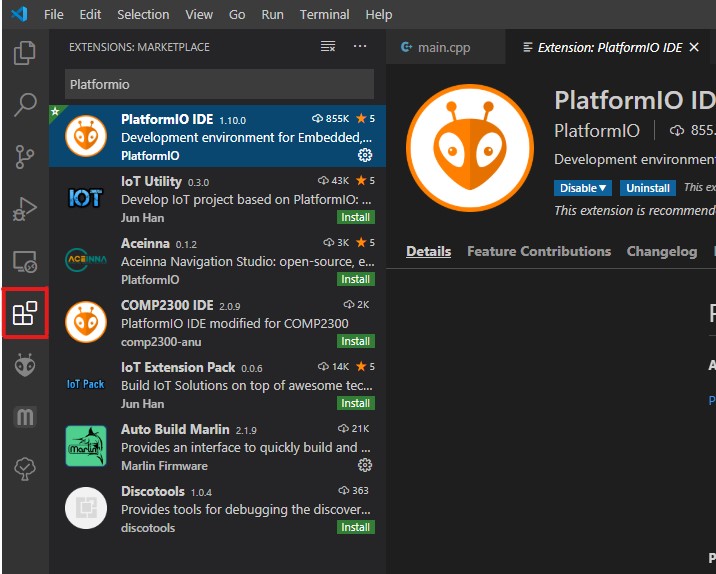 File Edit Selection View Go Run Terminal Help
EXTENSIONS: MARKETPLACE
Platformio
PlatformIO IDE 1.10.0 855K 5
Development environment for Embedded,...
PlatformIO
IoT Utility 0.3.0 43K 5
Develop IoT project based on PlatformIO: ...
Jun Han Install
Aceinna 0.1.2 3K 5
Aceinna Navigation Studio: open-source, e...
PlatformIO Install
COMP2300 IDE 2.0.9 2K
PlatformIO IDE modified for COMP2300
comp2300-anu Install
IoT Extension Pack 0.0.6 14K 5
Build IoT Solutions on top of awesome tec...
Jun Han Install
Auto Build Marlin 2.1.9 21K
Provides an interface to quickly build and ...
Marlin Firmware
Discotools 1.0.4 363
Provides tools for debugging the discover...
discotools Install
IOT
ACEINNA
IoT Pack
Marlin
main.cpp Extension: PlatformIO IDE
PlatformIO ID
PlatformIO 855.
Development environment
Disable Uninstall This ex
This extension is recommend
Details Feature Contributions Changelog
P
A
P
P